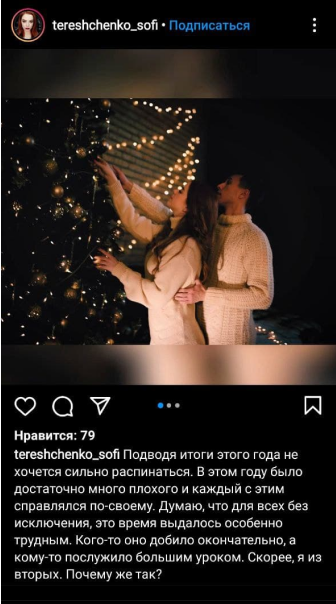 tereshchenko_sofi • Подписаться
Нравится: 79
tereshchenko_sofi Подводя итоги этого года не
хочется сильно распинаться. В этом году было
достаточно много плохого и каждый с этим
справлялся по-своему. Думаю, что для всех без
исключения, это время выдалось особенно
трудным. Кого-то оно добило окончательно, а
кому-то послужило большим уроком. Скорее, я из
вторых. Почему же так?